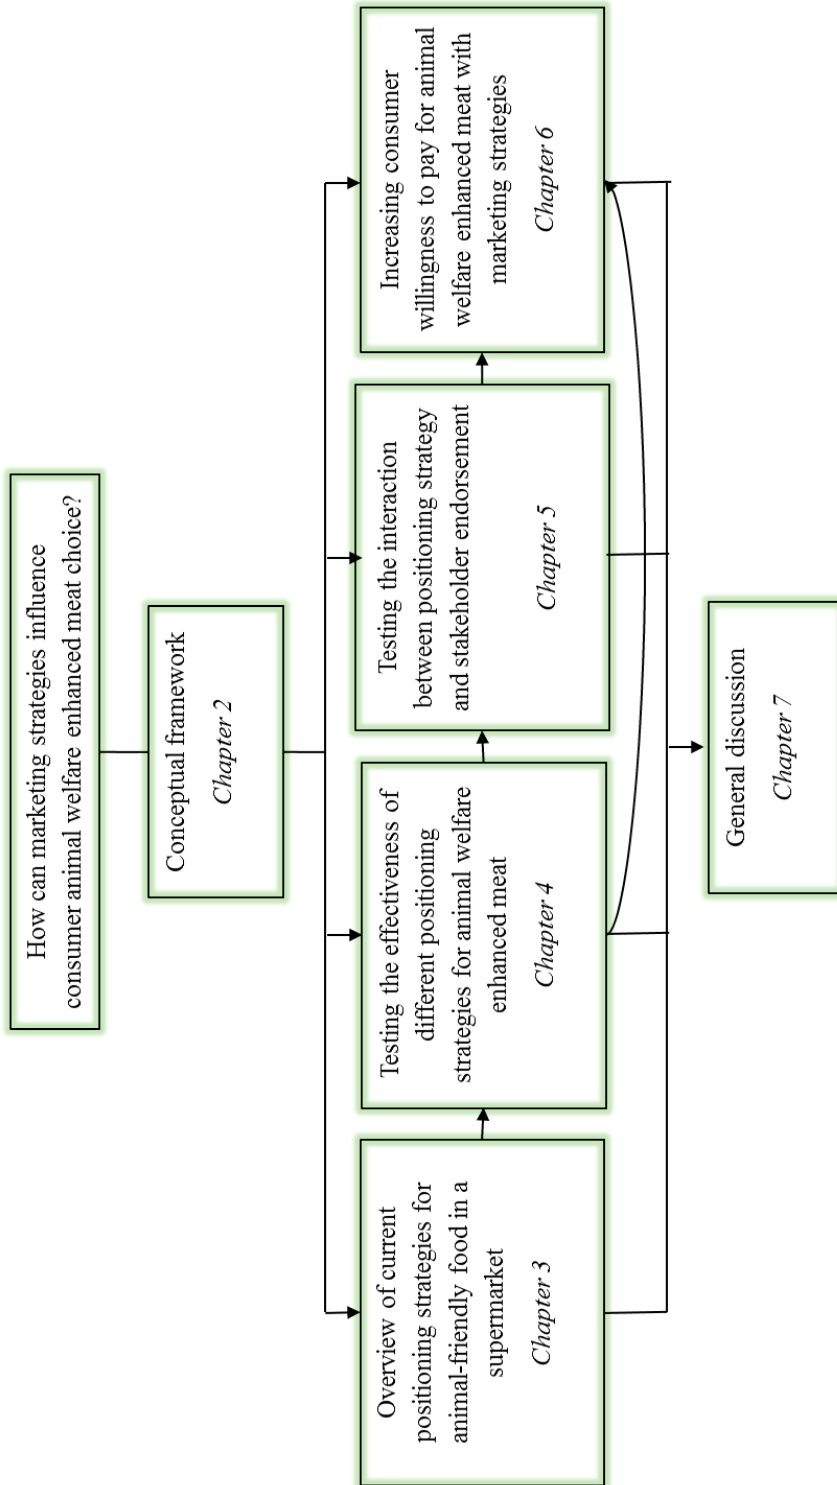 How can marketing strategies influence
consumer animal welfare enhanced meat choice?
Conceptual framework
Chapter 2
Overview of current
positioning strategies for
animal-friendly food in a
supermarket
Chapter 3
Testing the effectiveness of
different positioning
strategies for animal welfare
enhanced meat
Chapter 4
Testing the interaction
between positioning strategy
and stakeholder endorsement
Chapter 5
Increasing consumer
willingness to pay for animal
welfare enhanced meat with
marketing strategies
Chapter 6
General discussion
Chapter 7